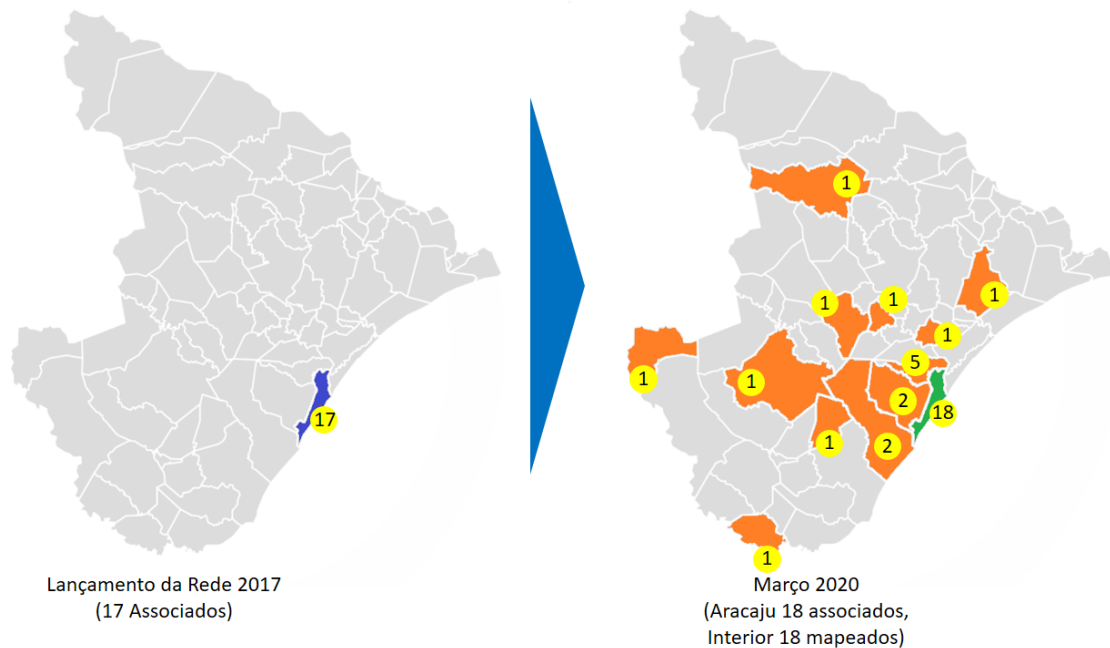 1
1
1
1
1
17
5
1
1
2
18
1
2
1
Lançamento da Rede 2017
(17 Associados)
Março 2020
(Aracaju 18 associados,
Interior 18 mapeados)